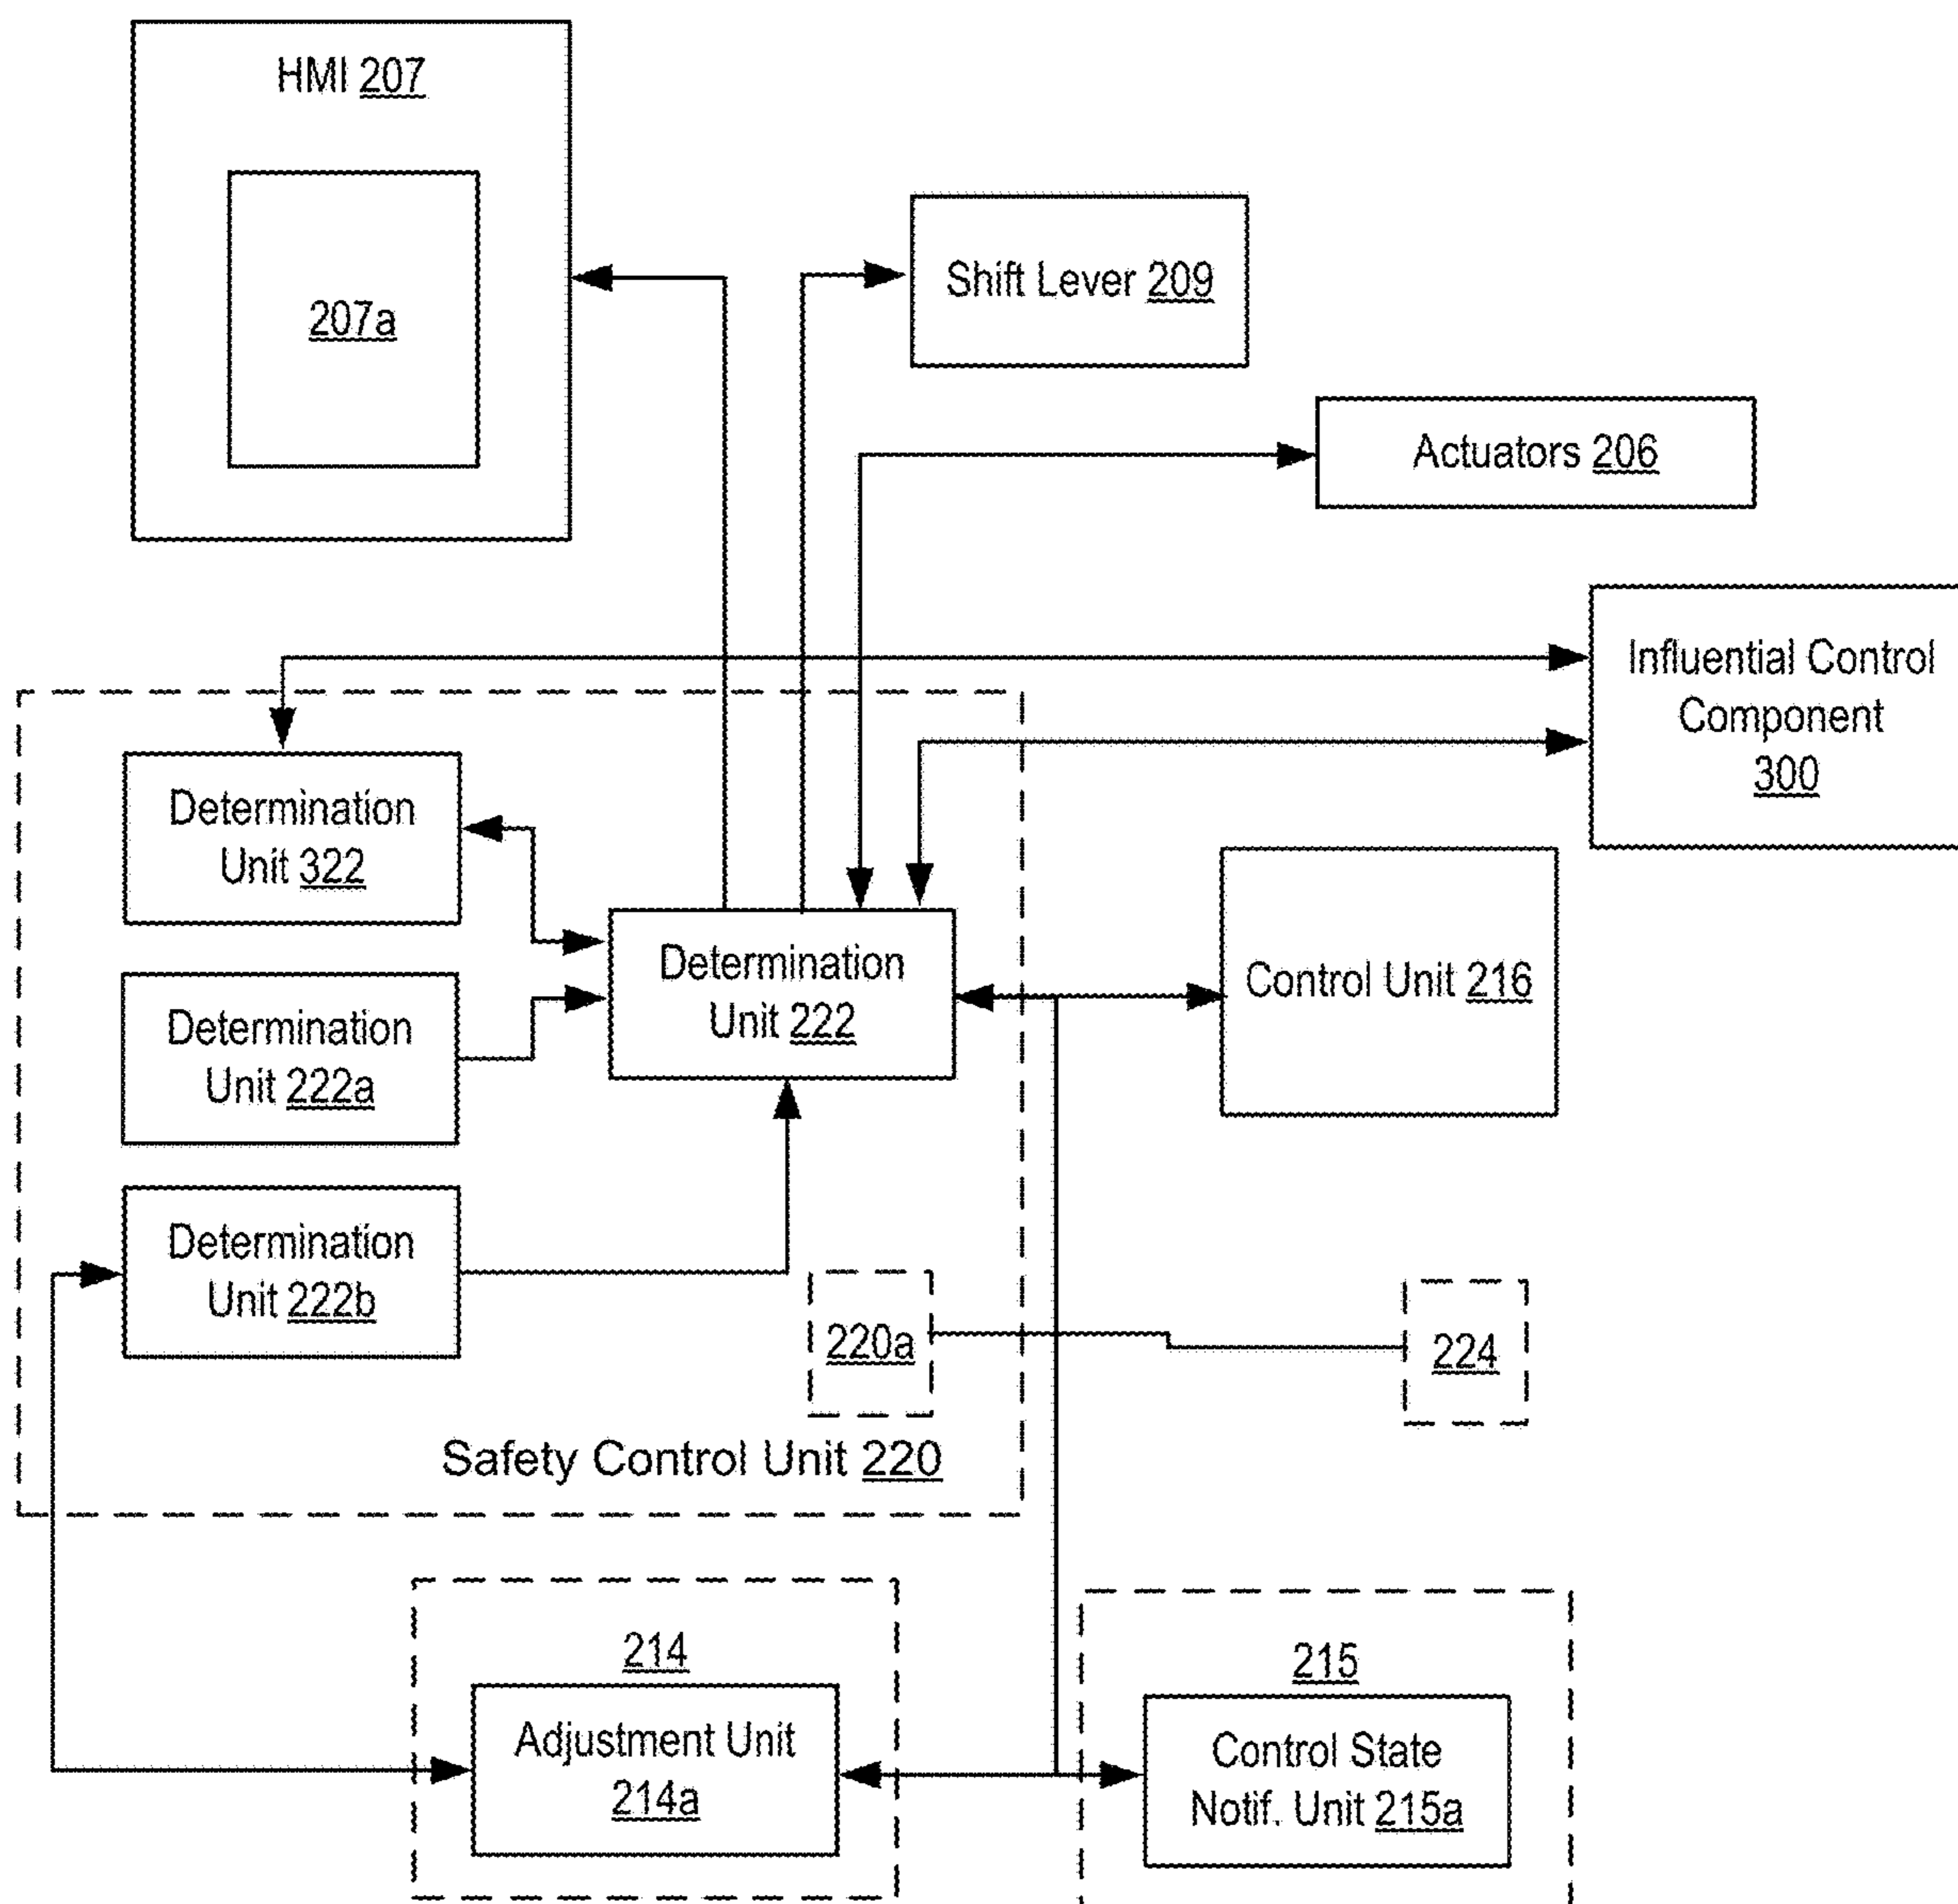 HMI 207
207a
Shift Lever 209
Actuators 206
Influential Control
Component
300
Determination
Unit 322
Determination
Unit 222
Control Unit 216
Determination
Unit 222a
Determination
Unit 222b
220a
224
Safety Control Unit 220
214
Adjustment Unit
214a
215
Control State
Notif. Unit 215a